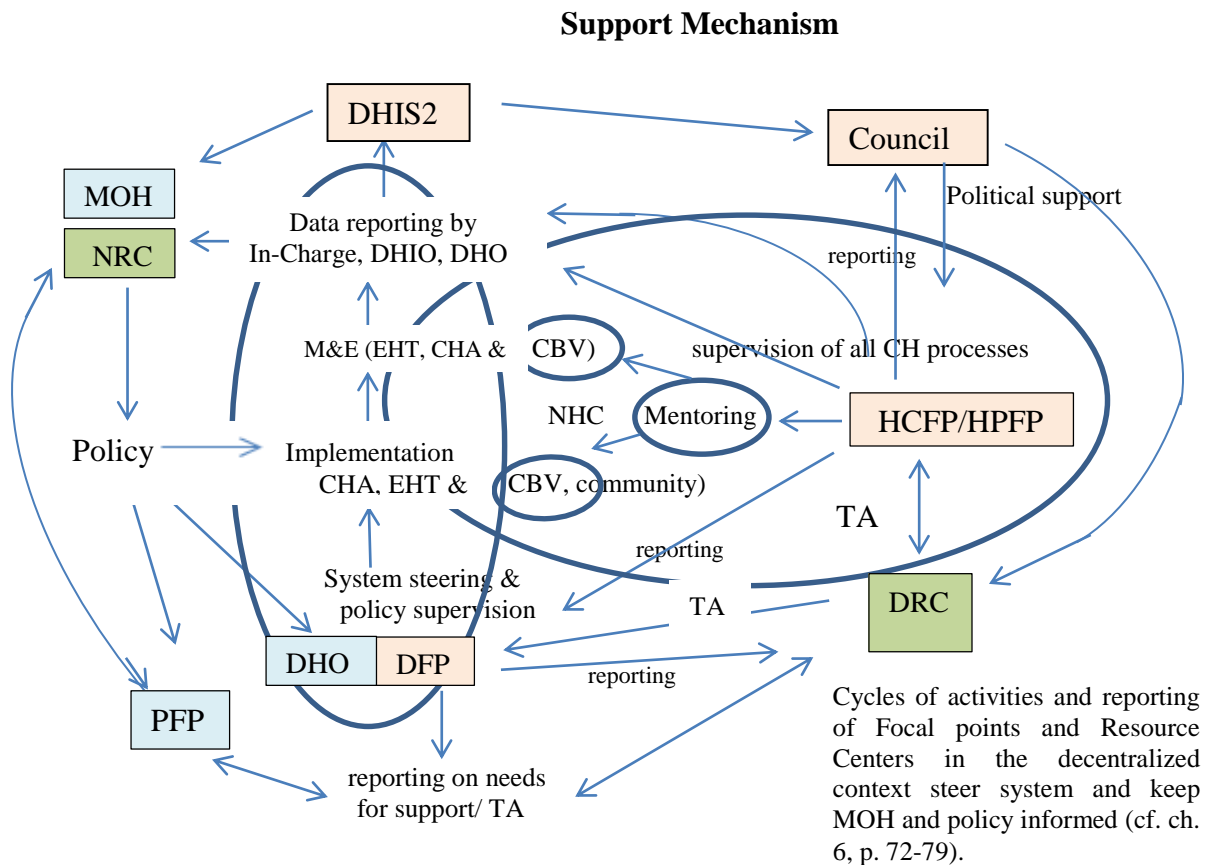 Support Mechanism
DHIS2
Council
MOH
Political support
Data reporting by
In-Charge, DHIO, DHO
NRC
reporting
M&E (EHT, CHA &
CBV)
supervision of all CH processes
NHC
Mentoring
HCFP/HPFP
Policy
Implementation
CHA, EHT &
CBV, community)
TA
reporting
System steering &
policy supervision
TA
DRC
DHO
DFP
reporting
PFP
reporting on needs
for support/ TA
Cycles of activities and reporting
of Focal points and Resource
Centers in the decentralized
context steer system and keep
MOH and policy informed (cf. ch.
6, p. 72-79).